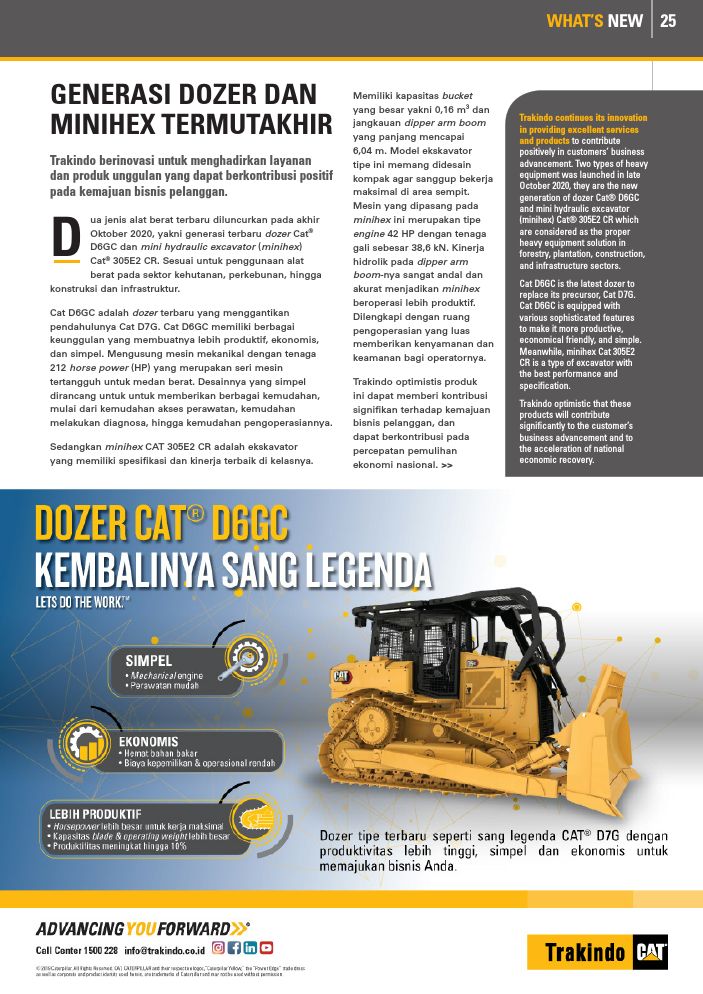 WHAT'S NEW 25
GENERASI DOZER DAN
MINIHEX TERMUTAKHIR
Trakindo berinovasi untuk menghadirkan layanan
dan produk unggulan yang dapat berkontribusi positif
pada kemajuan bisnis pelanggan.
Dua jenis alat berat terbaru diluncurkan pada akhir
Oktober 2020, yakni generasi terbaru dozer Cat®
D6GC dan mini hydraulic excavator (minihex)
Cat® 305E2 CR. Sesuai untuk penggunaan alat
berat pada sektor kehutanan, perkebunan, hingga
konstruksi dan infrastruktur.
Cat D6GC adalah dozer terbaru yang menggantikan
pendahulunya Cat D7G. Cat D6GC memiliki berbagai
keunggulan yang membuatnya lebih produktif, ekonomis,
dan simpel. Mengusung mesin mekanikal dengan tenaga
212 horse power (HP) yang merupakan seri mesin
tertangguh untuk medan berat. Desainnya yang simpel
dirancang untuk untuk memberikan berbagai kemudahan,
mulai dari kemudahan akses perawatan, kemudahan
melakukan diagnosa, hingga kemudahan pengoperasiannya.
Sedangkan minihex CAT 305E2 CR adalah ekskavator
yang memiliki spesifikasi dan kinerja terbaik di kelasnya.
Memiliki kapasitas bucket
yang besar yakni 0,16 m³ dan
jangkauan dipper arm boom
yang panjang mencapai
6,04 m. Model ekskavator
tipe ini memang didesain
kompak agar sanggup bekerja
maksimal di area sempit.
Mesin yang dipasang pada
minihex ini merupakan tipe
engine 42 HP dengan tenaga
gali sebesar 38,6 kN. Kinerja
hidrolik pada dipper arm
boom-nya sangat andal dan
akurat menjadikan minihex
beroperasi lebih produktif.
Dilengkapi dengan ruang
pengoperasian yang luas
memberikan kenyamanan dan
keamanan bagi operatornya.
Trakindo optimistis produk
ini dapat memberi kontribusi
signifikan terhadap kemajuan
bisnis pelanggan, dan
dapat berkontribusi pada
percepatan pemulihan
ekonomi nasional. >>
Trakindo continues its innovation
in providing excellent services
and products to contribute
positively in customers' business
advancement. Two types of heavy
equipment was launched in late
October 2020, they are the new
generation of dozer Cat® D6GC
and mini hydraulic excavator
(minihex) Cat® 305E2 CR which
are considered as the proper
heavy equipment solution in
forestry, plantation, construction,
and infrastructure sectors.
Cat D6GC is the latest dozer to
replace its precursor, Cat D7G.
Cat D6GC is equipped with
various sophisticated features
to make it more productive,
economical friendly, and simple.
Meanwhile, minihex Cat 305E2
CR is a type of excavator with
the best performance and
specification.
Trakindo optimistic that these
products will contribute
significantly to the customer's
business advancement and to
the acceleration of national
economic recovery.
DOZER CAT® D6GC
KEMBALINYA SANG LEGENDA
LETS DO THE WORK.™
SIMPEL
• Mechanical engine
• Perawatan mudah
EKONOMIS
• Hemat bahan bakar
• Biaya kepemilikan & operasional rendah
LEBIH PRODUKTIF
• Horsepower lebih besar untuk kerja maksimal
• Kapasitas blade & operating weight lebih besar
• Produktilitas meningkat hingga 10%
CAT
Dozer tipe terbaru seperti sang legenda CAT® D7G dengan
produktivitas lebih tinggi, simpel dan ekonomis untuk
memajukan bisnis Anda.
ADVANCING YOU FORWARD
Call Center 1500 228 info@trakindo.co.id
Trakindo CAT